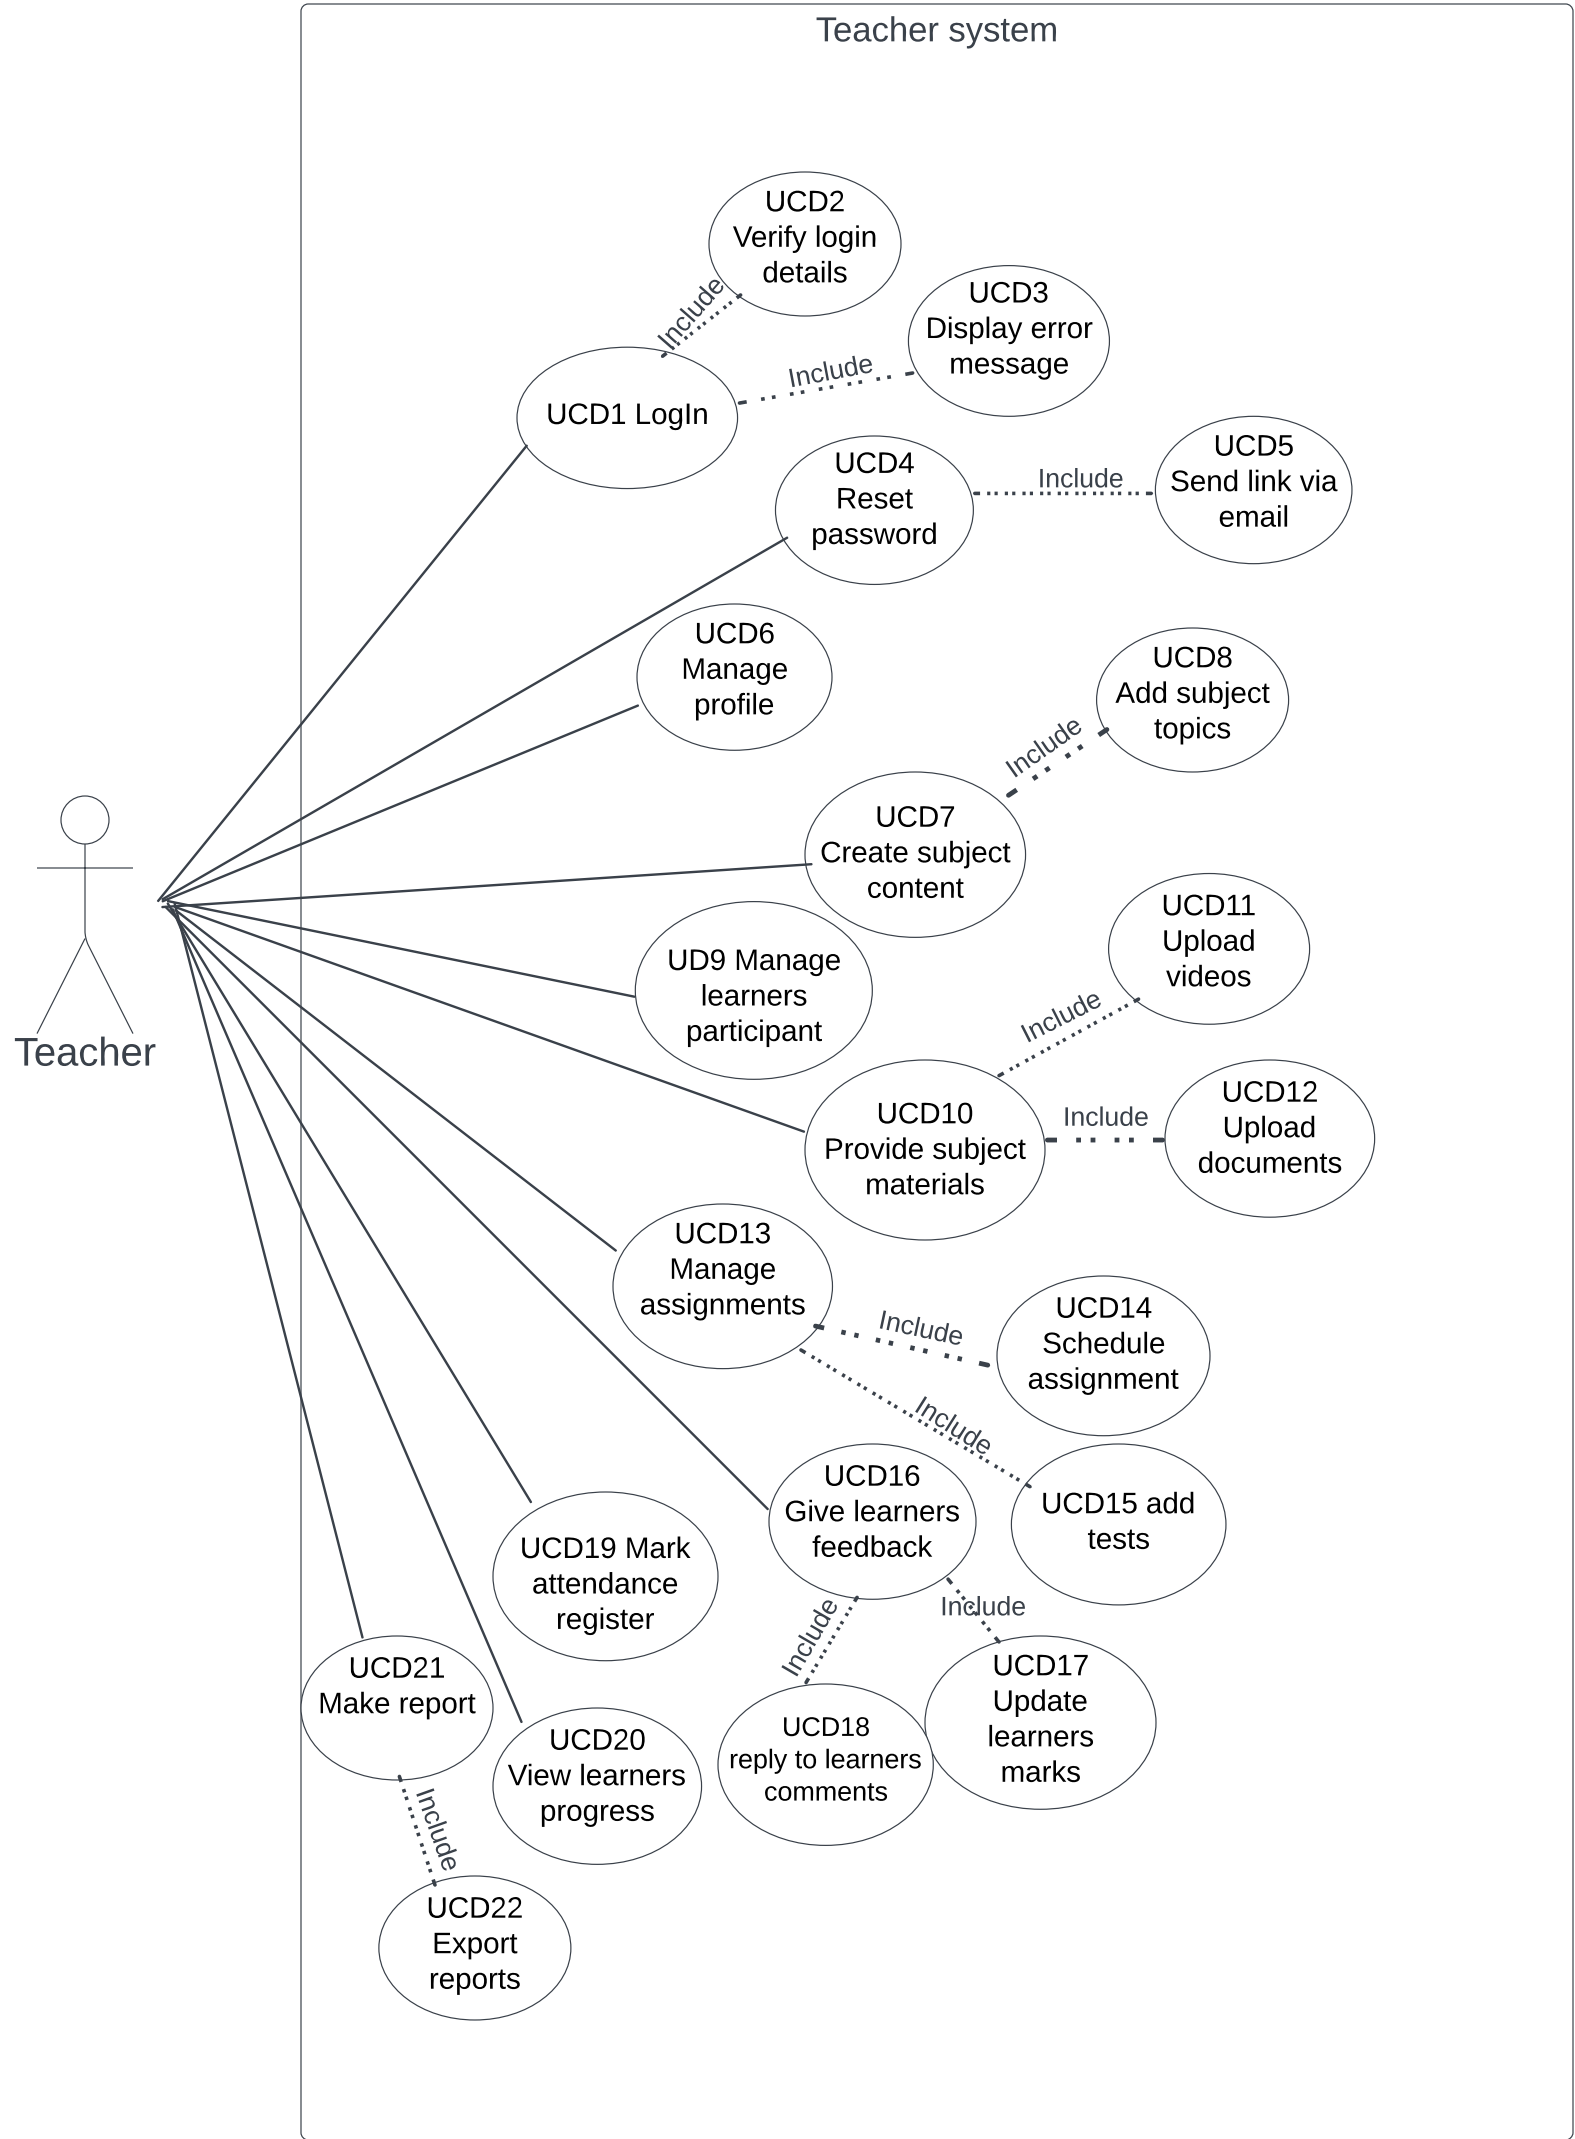 Teacher system
UCD2
Verify login
details
Include
UCD3
Display error
message
Include
UCD1 LogIn
UCD4
Reset
password
Include
UCD5
Send link via
email
UCD6
Manage
profile
UCD8
Add subject
topics
Include
UCD7
Create subject
content
UCD11
Upload
videos
UD9 Manage
learners
participant
Include
Teacher
UCD10
Provide subject
materials
Include
UCD12
Upload
documents
UCD13
Manage
assignments
Include
UCD14
Schedule
assignment
Include
UCD16
Give learners
feedback
UCD15 add
tests
UCD19 Mark
attendance
register
Include
Include
UCD21
Make report
UCD17
Update
learners
marks
UCD20
View learners
progress
UCD18
reply to learners
comments
Include
UCD22
Export
reports